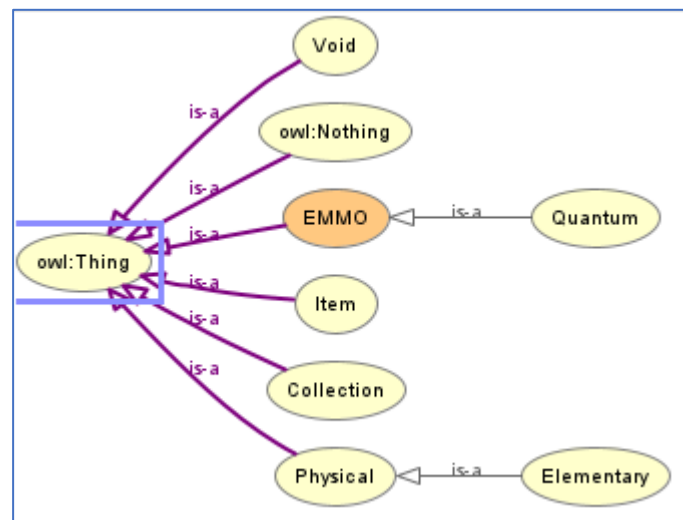 Void
is-a
owl:Nothing
is-a
EMMO
is-a
Quantum
is-a
owl:Thing
is-a
Item
is-a
Collection
is-a
Physical
is-a
Elementary